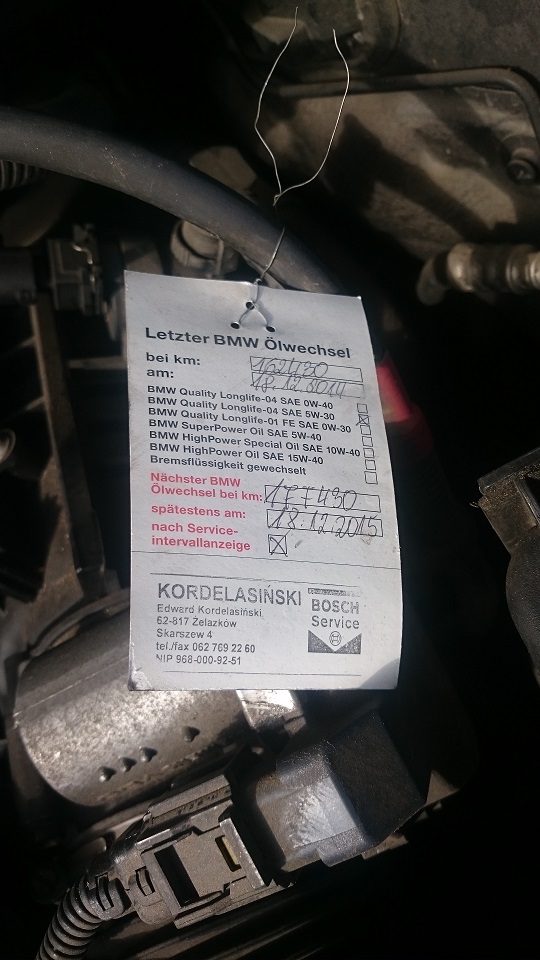 Letzter BMW Ölwechsel
bei km: 162430
am: 18.12.2014
BMW Quality Longlife-04 SAE 0W-40
BMW Quality Longlife-04 SAE 5W-30
BMW Quality Longlife-01 FE SAE 0W-30
BMW SuperPower Oil SAE 5W-40
BMW HighPower Special Oil SAE 10W-40
BMW HighPower Oil SAE 15W-40
Bremsflüssigkeit gewechselt
Nächster BMW
Ölwechsel bei km: 177430
spätestens am: 18.12.2015
nach Service-
intervallanzeige
KORDELASIŃSKI
Edward Kordelasiński
62-817 Żelazków
Skarszew 4
tel./fax 062 769 22 60
NIP 968-000-92-51
BOSCH
Service